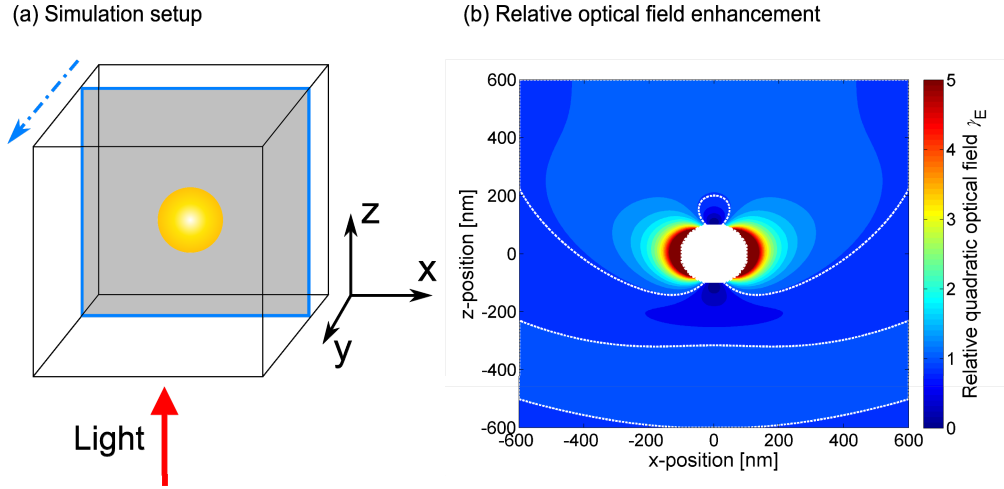 (a) Simulation setup
z
x
y
Light
(b) Relative optical field enhancement
600
400
200
0
-200
-400
-600
z-position [nm]
-600
-400
-200
0
200
400
600
x-position [nm]
5
4
3
2
1
0
Relative quadratic optical field γE